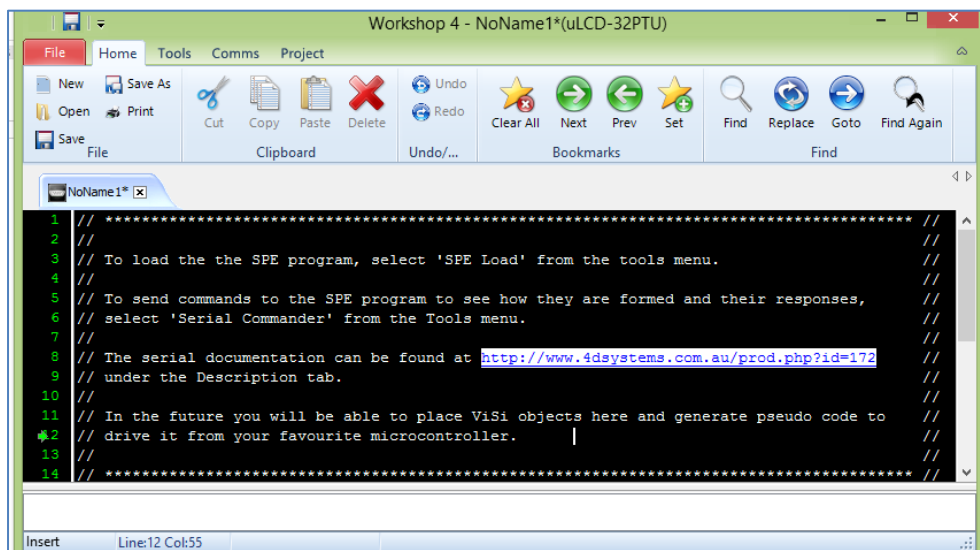 Workshop 4 - NoName1*(uLCD-32PTU)
File Home Tools Comms Project
New Save As
Open Print
Save
Cut Copy Paste Delete
Undo
Redo
Clear All Next Prev Set
Find Replace Goto Find Again
File Clipboard Undo/... Bookmarks Find
NoName1*
1 // **************************************************************************************** //
2 // //
3 // To load the the SPE program, select 'SPE Load' from the tools menu. //
4 // //
5 // To send commands to the SPE program to see how they are formed and their responses, //
6 // select 'Serial Commander' from the Tools menu. //
7 // //
8 // The serial documentation can be found at http://www.4dsystems.com.au/prod.php?id=172 //
9 // under the Description tab. //
10 // //
11 // In the future you will be able to place ViSi objects here and generate pseudo code to //
12 // drive it from your favourite microcontroller. //
13 // //
14 // **************************************************************************************** //
Insert Line:12 Col:55